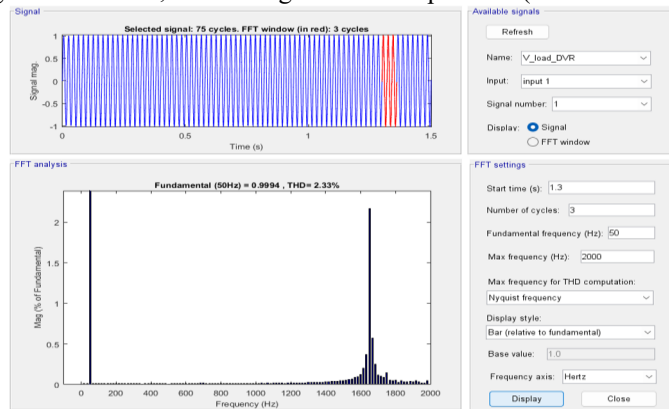 Signal
Selected signal: 75 cycles. FFT window (in red): 3 cycles
Signal mag.
1
0.5
0
-0.5
-1
0
0.5
1
1.5
Time (s)
Available signals
Refresh
Name:
V_load_DVR
Input:
input 1
Signal number:
1
Display:
Signal
FFT window
FFT analysis
Fundamental (50Hz) = 0.9994 , THD= 2.33%
Mag (% of Fundamental)
2
1.5
1
0.5
0
0
200
400
600
800
1000
1200
1400
1600
1800
2000
Frequency (Hz)
FFT settings
Start time (s):
1.3
Number of cycles:
3
Fundamental frequency (Hz):
50
Max frequency (Hz):
2000
Max frequency for THD computation:
Nyquist frequency
Display style:
Bar (relative to fundamental)
Base value:
1.0
Frequency axis:
Hertz
Display
Close